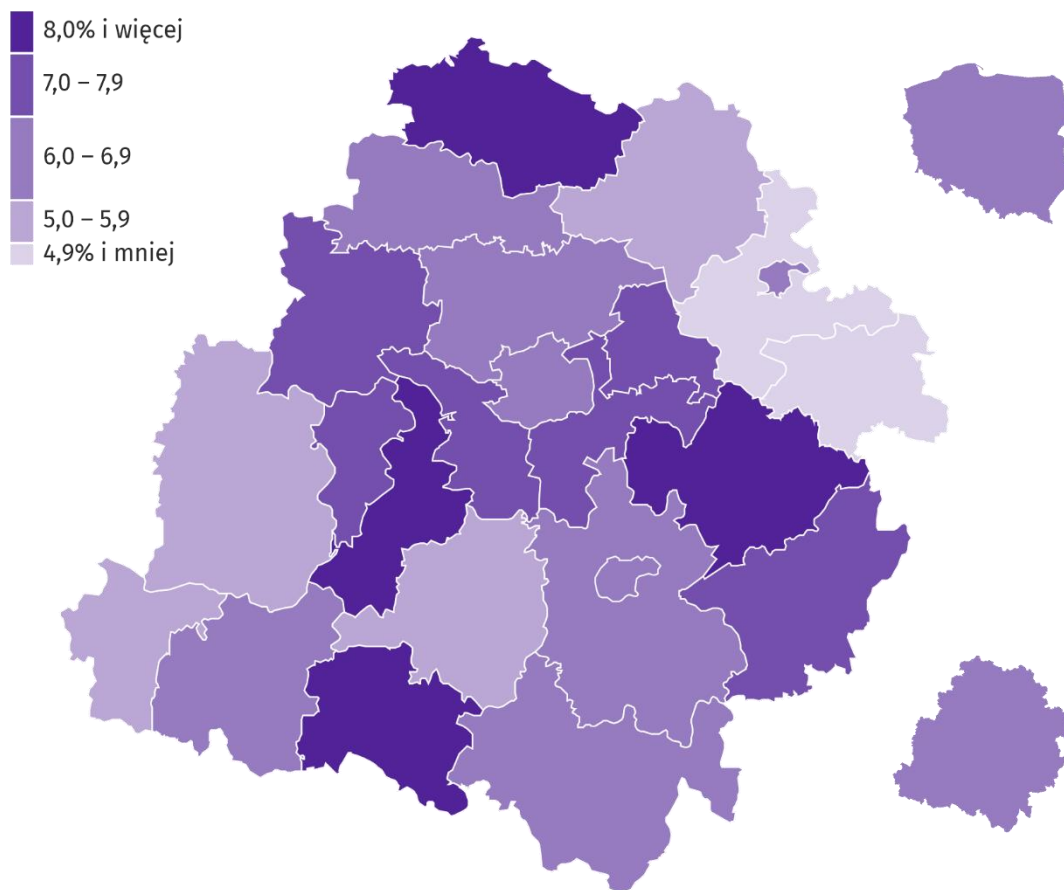 8,0% i więcej
7,0 – 7,9
6,0 – 6,9
5,0 – 5,9
4,9% i mniej